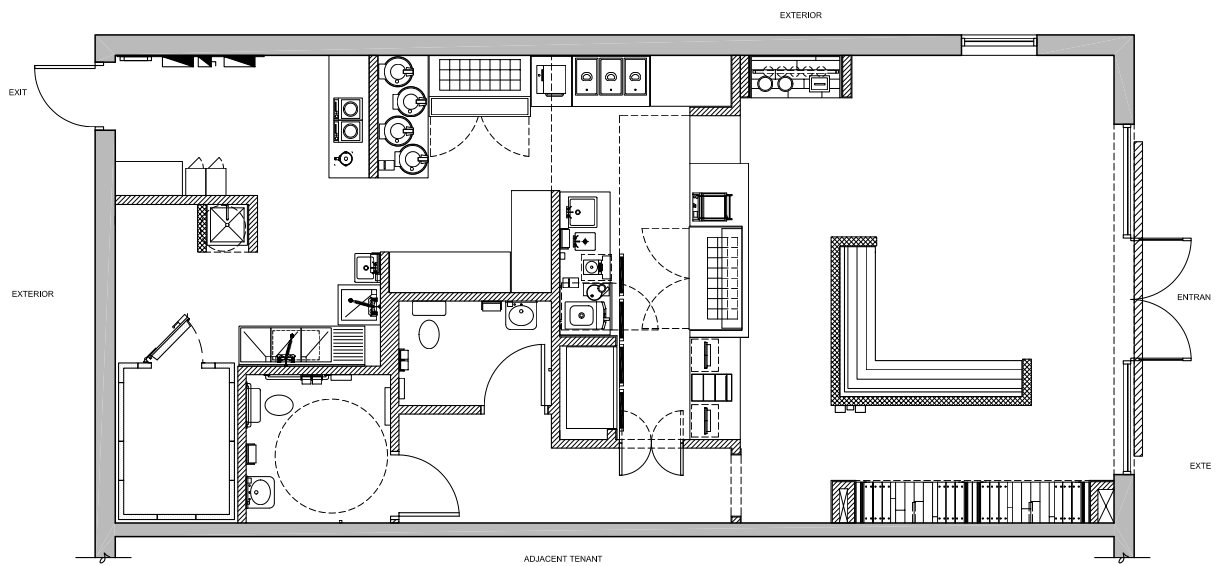 EXTERIOR
EXIT
EXTERIOR
ENTRAN
EXTE
ADJACENT TENANT